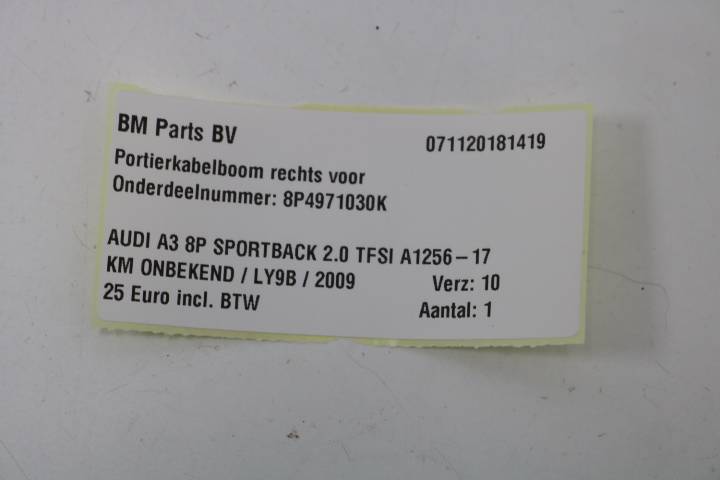 BM Parts BV 071120181419
Portierkabelboom rechts voor
Onderdeelnummer: 8P4971030K
AUDI A3 8P SPORTBACK 2.0 TFSI A1256-17
KM ONBEKEND / LY9B / 2009 Verz: 10
25 Euro incl. BTW Aantal: 1